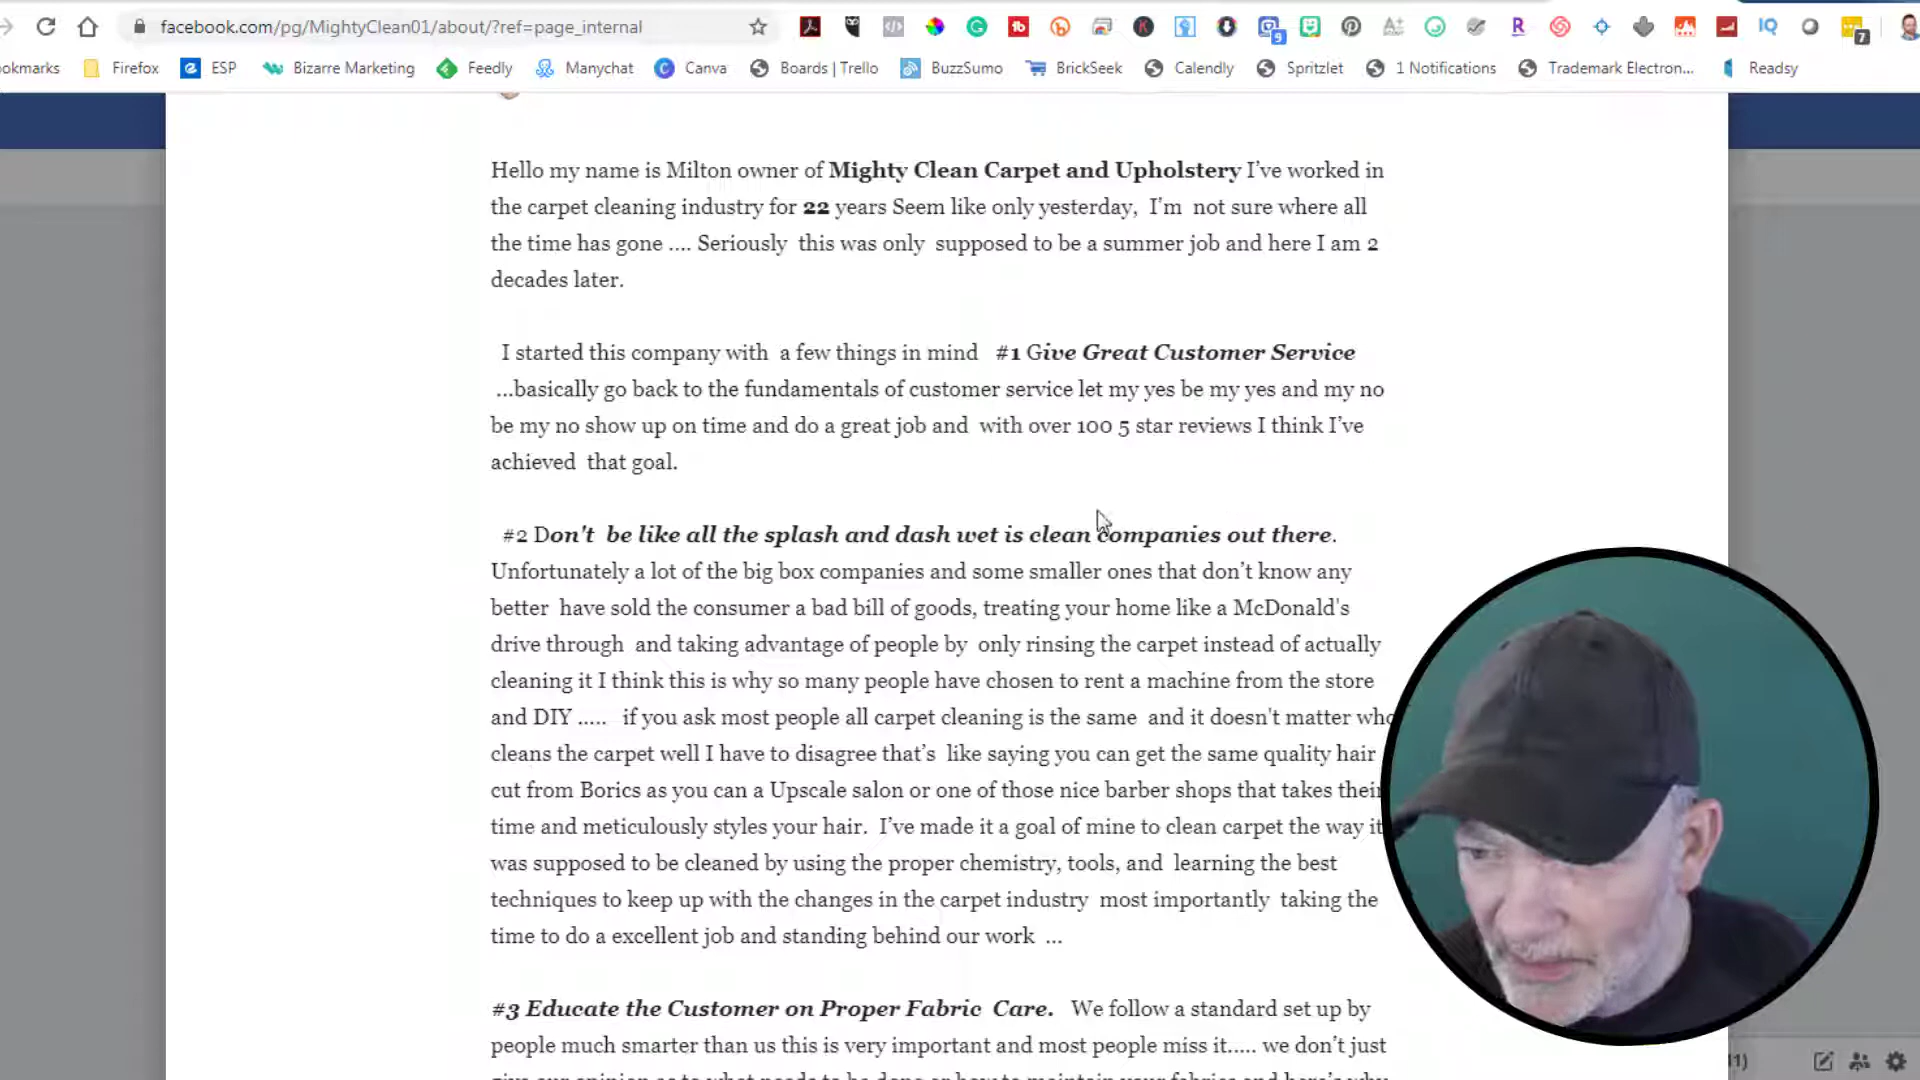 facebook.com/pg/MightyClean01/about/?ref=page_internal
9
IQ
7
okmarks Firefox ESP Bizarre Marketing Feedly Manychat Canva Boards | Trello BuzzSumo BrickSeek Calendly Spritzlet 1 Notifications Trademark Electron... Readsy
Hello my name is Milton owner of Mighty Clean Carpet and Upholstery I've worked in
the carpet cleaning industry for 22 years Seem like only yesterday, I'm not sure where all
the time has gone .... Seriously this was only supposed to be a summer job and here I am 2
decades later.
I started this company with a few things in mind #1 Give Great Customer Service
...basically go back to the fundamentals of customer service let my yes be my yes and my no
be my no show up on time and do a great job and with over 100 5 star reviews I think I've
achieved that goal.
#2 Don't be like all the splash and dash wet is clean companies out there.
Unfortunately a lot of the big box companies and some smaller ones that don't know any
better have sold the consumer a bad bill of goods, treating your home like a McDonald's
drive through and taking advantage of people by only rinsing the carpet instead of actually
cleaning it I think this is why so many people have chosen to rent a machine from the store
and DIY ..... if you ask most people all carpet cleaning is the same and it doesn't matter who
cleans the carpet well I have to disagree that's like saying you can get the same quality hair
cut from Borics as you can a Upscale salon or one of those nice barber shops that takes their
time and meticulously styles your hair. I've made it a goal of mine to clean carpet the way it
was supposed to be cleaned by using the proper chemistry, tools, and learning the best
techniques to keep up with the changes in the carpet industry most importantly taking the
time to do a excellent job and standing behind our work ...
#3 Educate the Customer on Proper Fabric Care. We follow a standard set up by
people much smarter than us this is very important and most people miss it..... we don't just